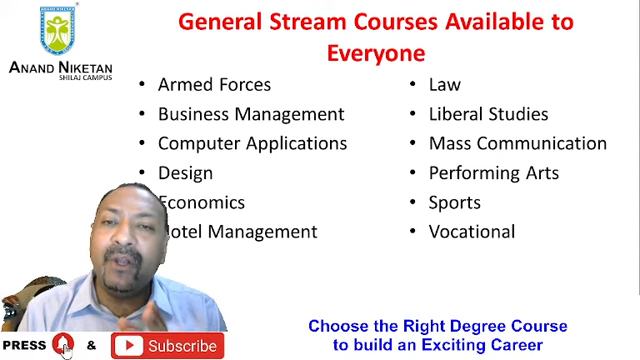 General Stream Courses Available to
Everyone
ANAND NIKETAN
SHILAJ CAMPUS
• Armed Forces
• Business Management
• Computer Applications
• Design
Economics
Hotel Management
• Law
• Liberal Studies
• Mass Communication
• Performing Arts
• Sports
• Vocational
Choose the Right Degree Course
to build an Exciting Career
PRESS & Subscribe